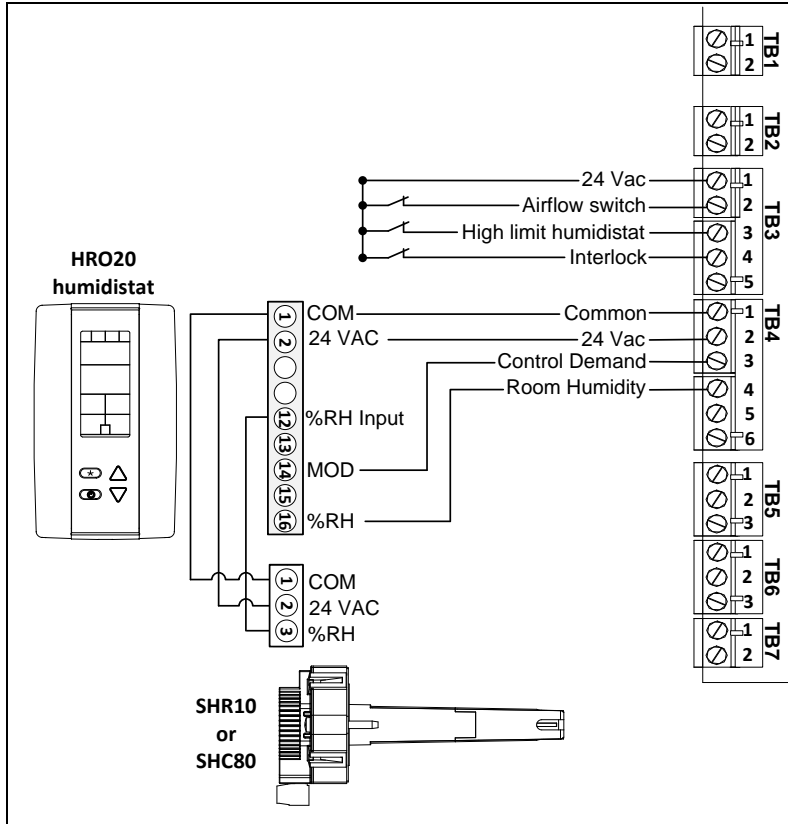 1
2
TB1
1
2
TB2
24 Vac
Airflow switch
High limit humidistat
Interlock
1
2
3
4
5
TB3
HRO20
humidistat
1 COM
2 24 VAC
12 %RH Input
13
14 MOD
15
16 %RH
Common
24 Vac
Control Demand
Room Humidity
1
2
3
4
5
6
TB4
1
2
3
TB5
1 COM
2 24 VAC
3 %RH
1
2
3
TB6
1
2
TB7
SHR10
or
SHC80